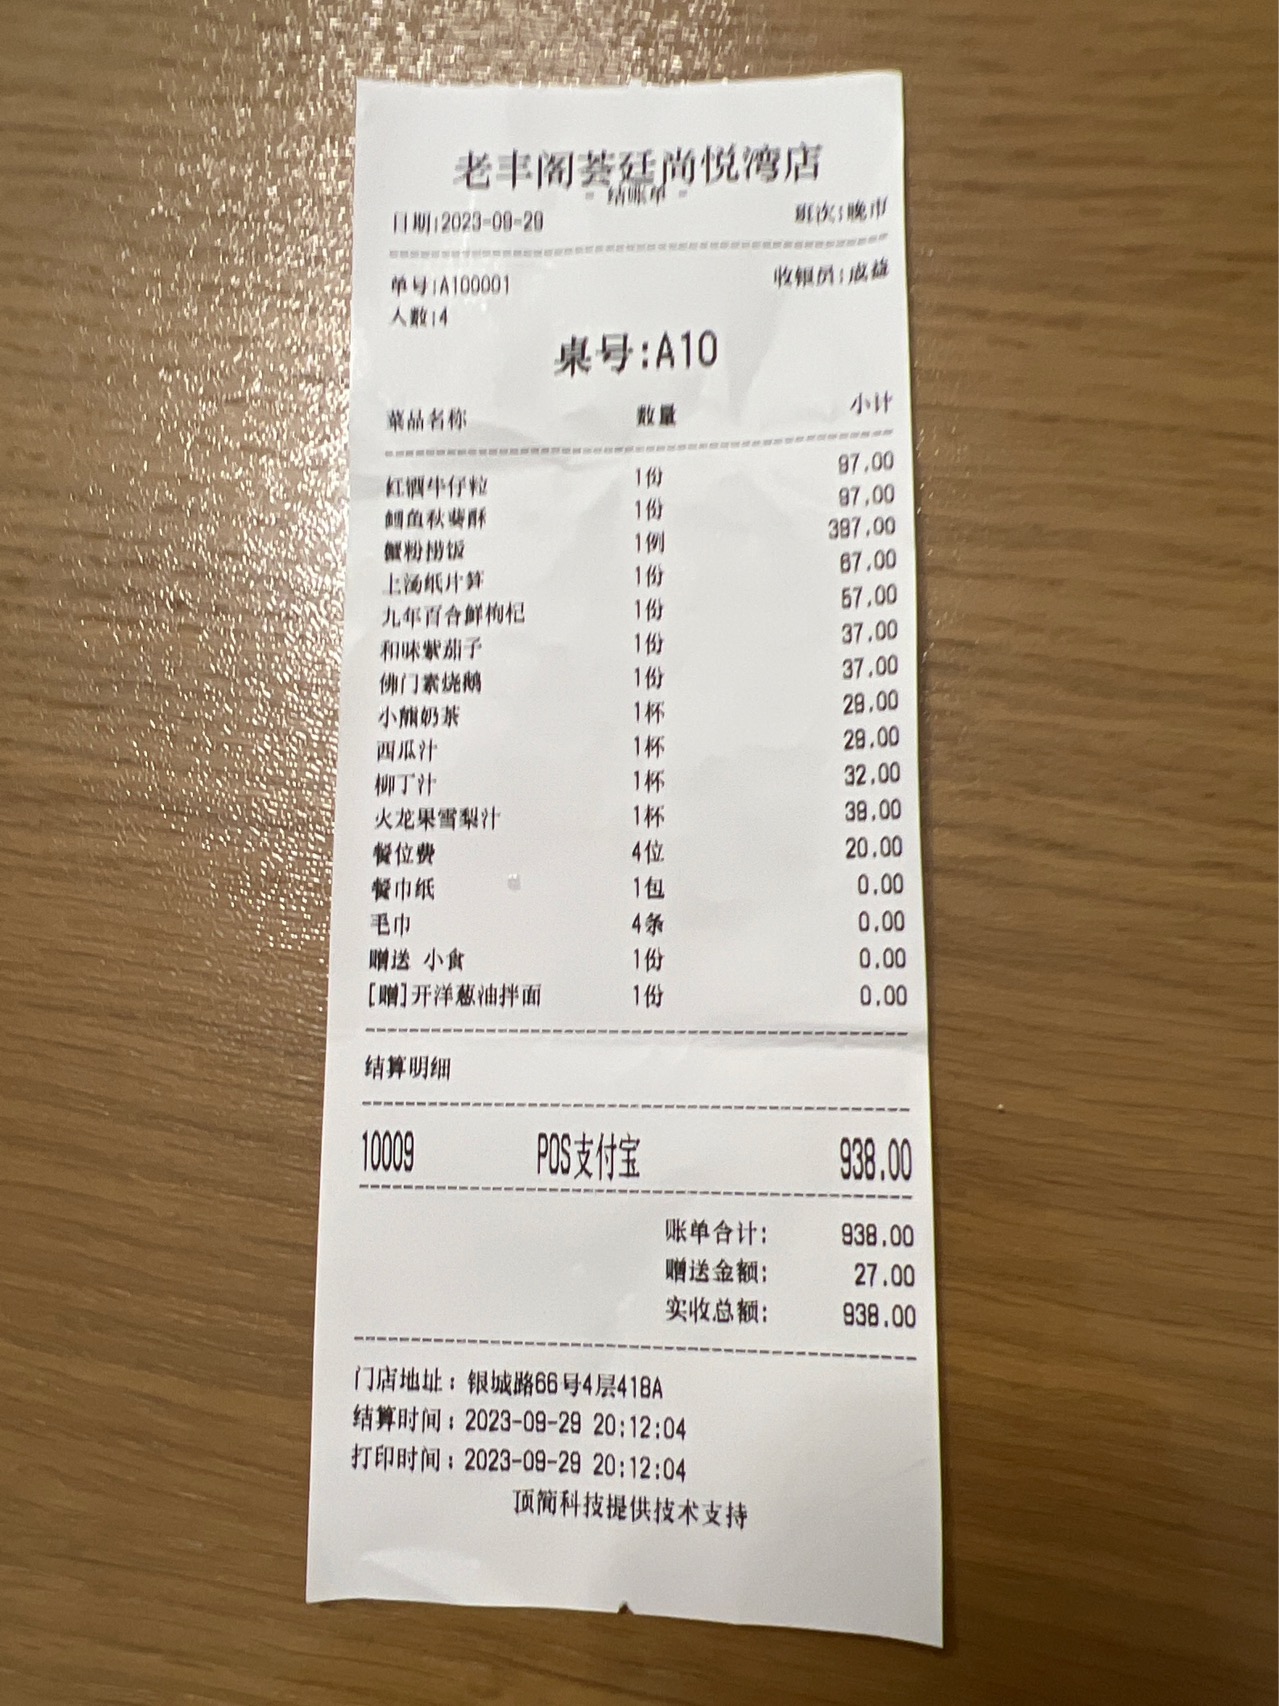 老丰阁荟廷尚悦湾店
- 结账单 -
日期:2023-09-29 班次:晚市
单号:A100001 收银员:成益
人数:4
桌号:A10
菜品名称 数量 小计
红酒牛仔粒 1份 97.00
鲷鱼秋葵酥 1份 97.00
蟹粉捞饭 1例 387.00
上汤纸片笋 1份 67.00
九年百合鲜枸杞 1份 67.00
和味紫茄子 1份 37.00
佛门素烧鹅 1份 37.00
小熊奶茶 1杯 29.00
西瓜汁 1杯 29.00
柳丁汁 1杯 32.00
火龙果雪梨汁 1杯 39.00
餐位费 4位 20.00
餐巾纸 1包 0.00
毛巾 4条 0.00
赠送 小食 1份 0.00
[赠]开洋葱油拌面 1份 0.00
结算明细
10009 POS支付宝 938.00
账单合计: 938.00
赠送金额: 27.00
实收总额: 938.00
门店地址: 银城路66号4层418A
结算时间: 2023-09-29 20:12:04
打印时间: 2023-09-29 20:12:04
顶简科技提供技术支持